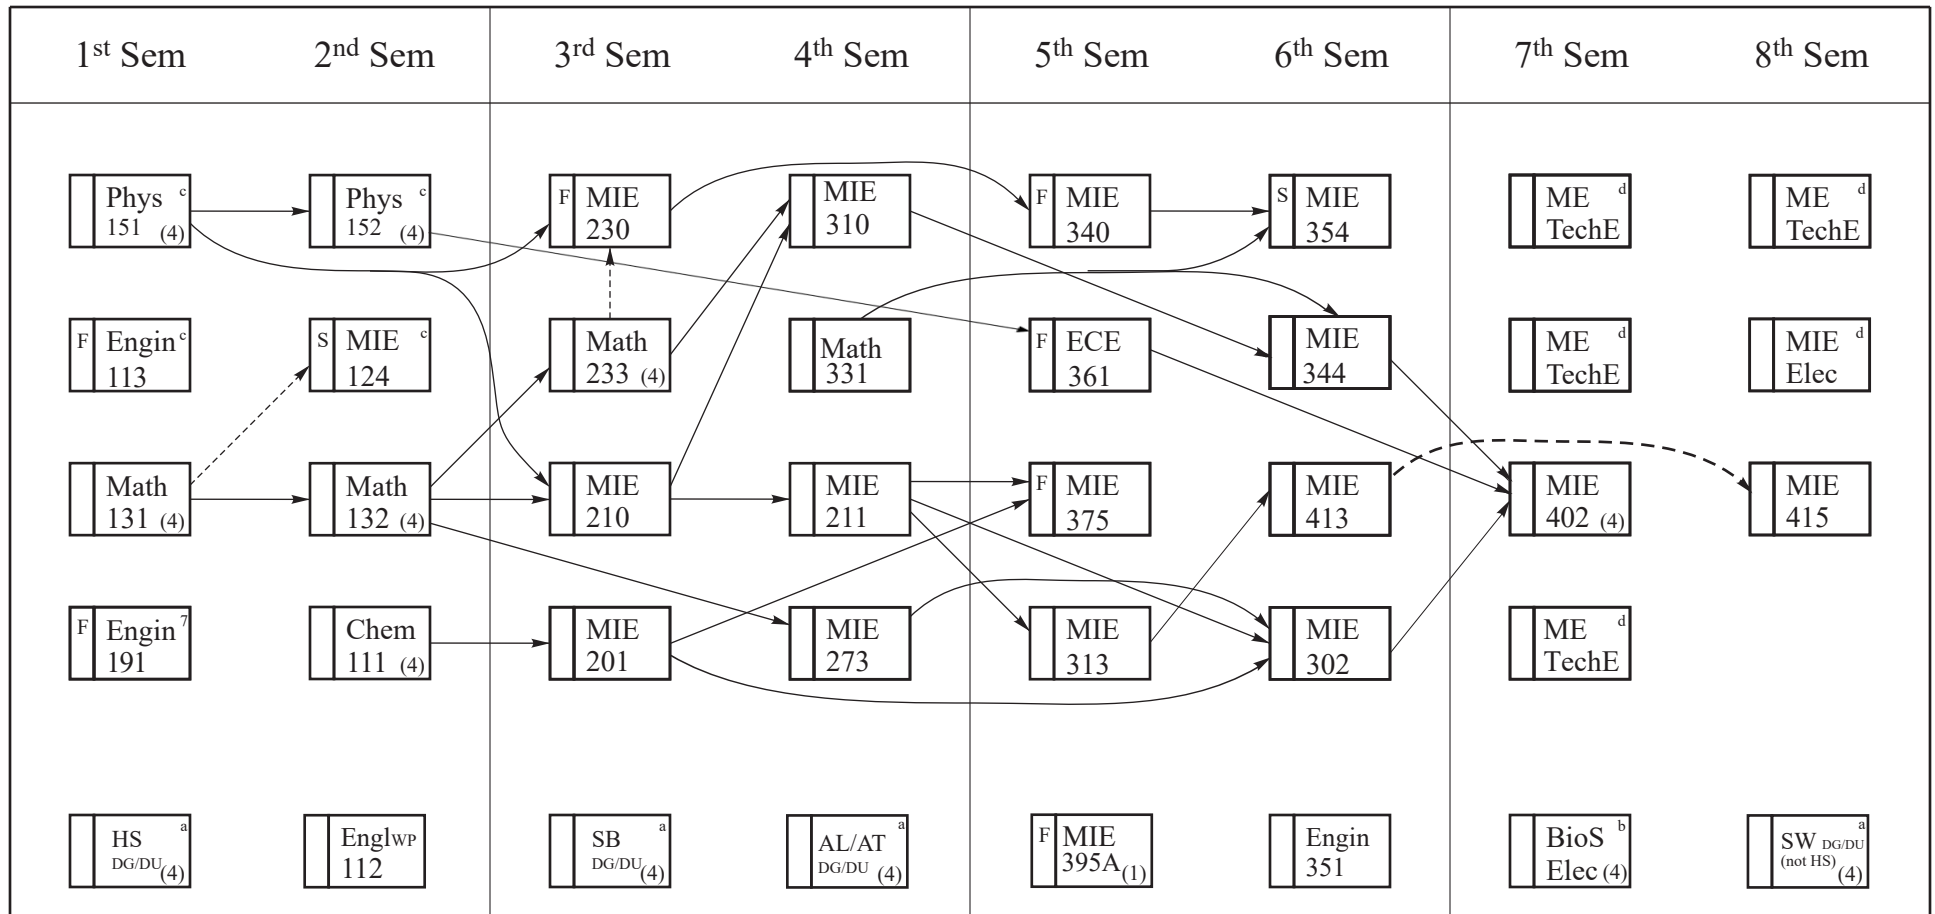 1st Sem
2nd Sem
3rd Sem
4th Sem
5th Sem
6th Sem
7th Sem
8th Sem
Phys c
151 (4)
Phys c
152 (4)
F MIE
230
MIE
310
F MIE
340
S MIE
354
ME d
TechE
ME d
TechE
F Engin c
113
S MIE c
124
Math
233 (4)
Math
331
F ECE
361
MIE
344
ME d
TechE
MIE d
Elec
Math
131 (4)
Math
132 (4)
MIE
210
MIE
211
F MIE
375
MIE
413
MIE
402 (4)
MIE
415
F Engin 7
191
Chem
111 (4)
MIE
201
MIE
273
MIE
313
MIE
302
ME d
TechE
HS a
DG/DU (4)
Engl WP
112
SB a
DG/DU (4)
AL/AT a
DG/DU (4)
F MIE
395A (1)
Engin
351
BioS b
Elec (4)
SW DG/DU a
(not HS) (4)